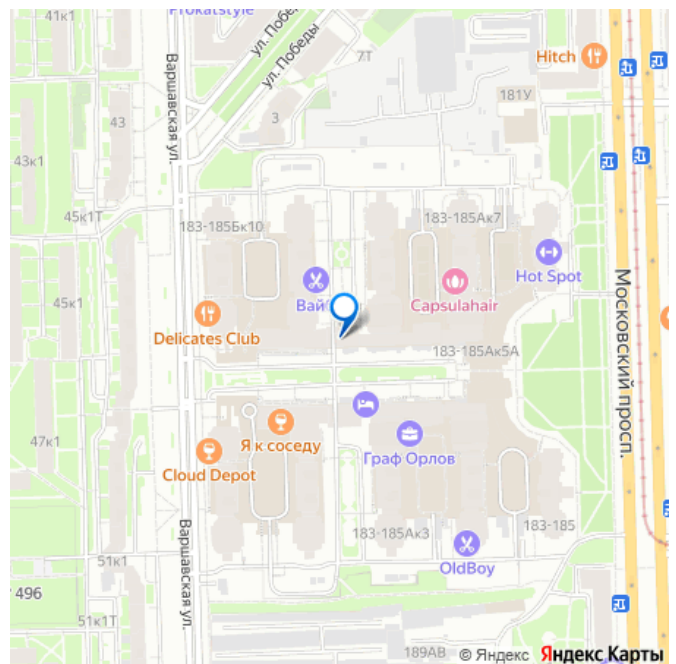 41к1
Prokatstyle
ул. Победы
ул. Победы
7Т
Hitch
Варшавская ул.
43
3
181У
43к1
45к1Т
183-185Бк10
183-185Ак7
Hot Spot
45к1
Вай
Capsulahair
Московский просп.
Delicates Club
183-185Ак5А
47к1
Я к соседу
Граф Орлов
Cloud Depot
Варшавская ул.
183-185Ак3
183-185
51к1
OldBoy
496
51к1Т
189АВ
© Яндекс Яндекс Карты